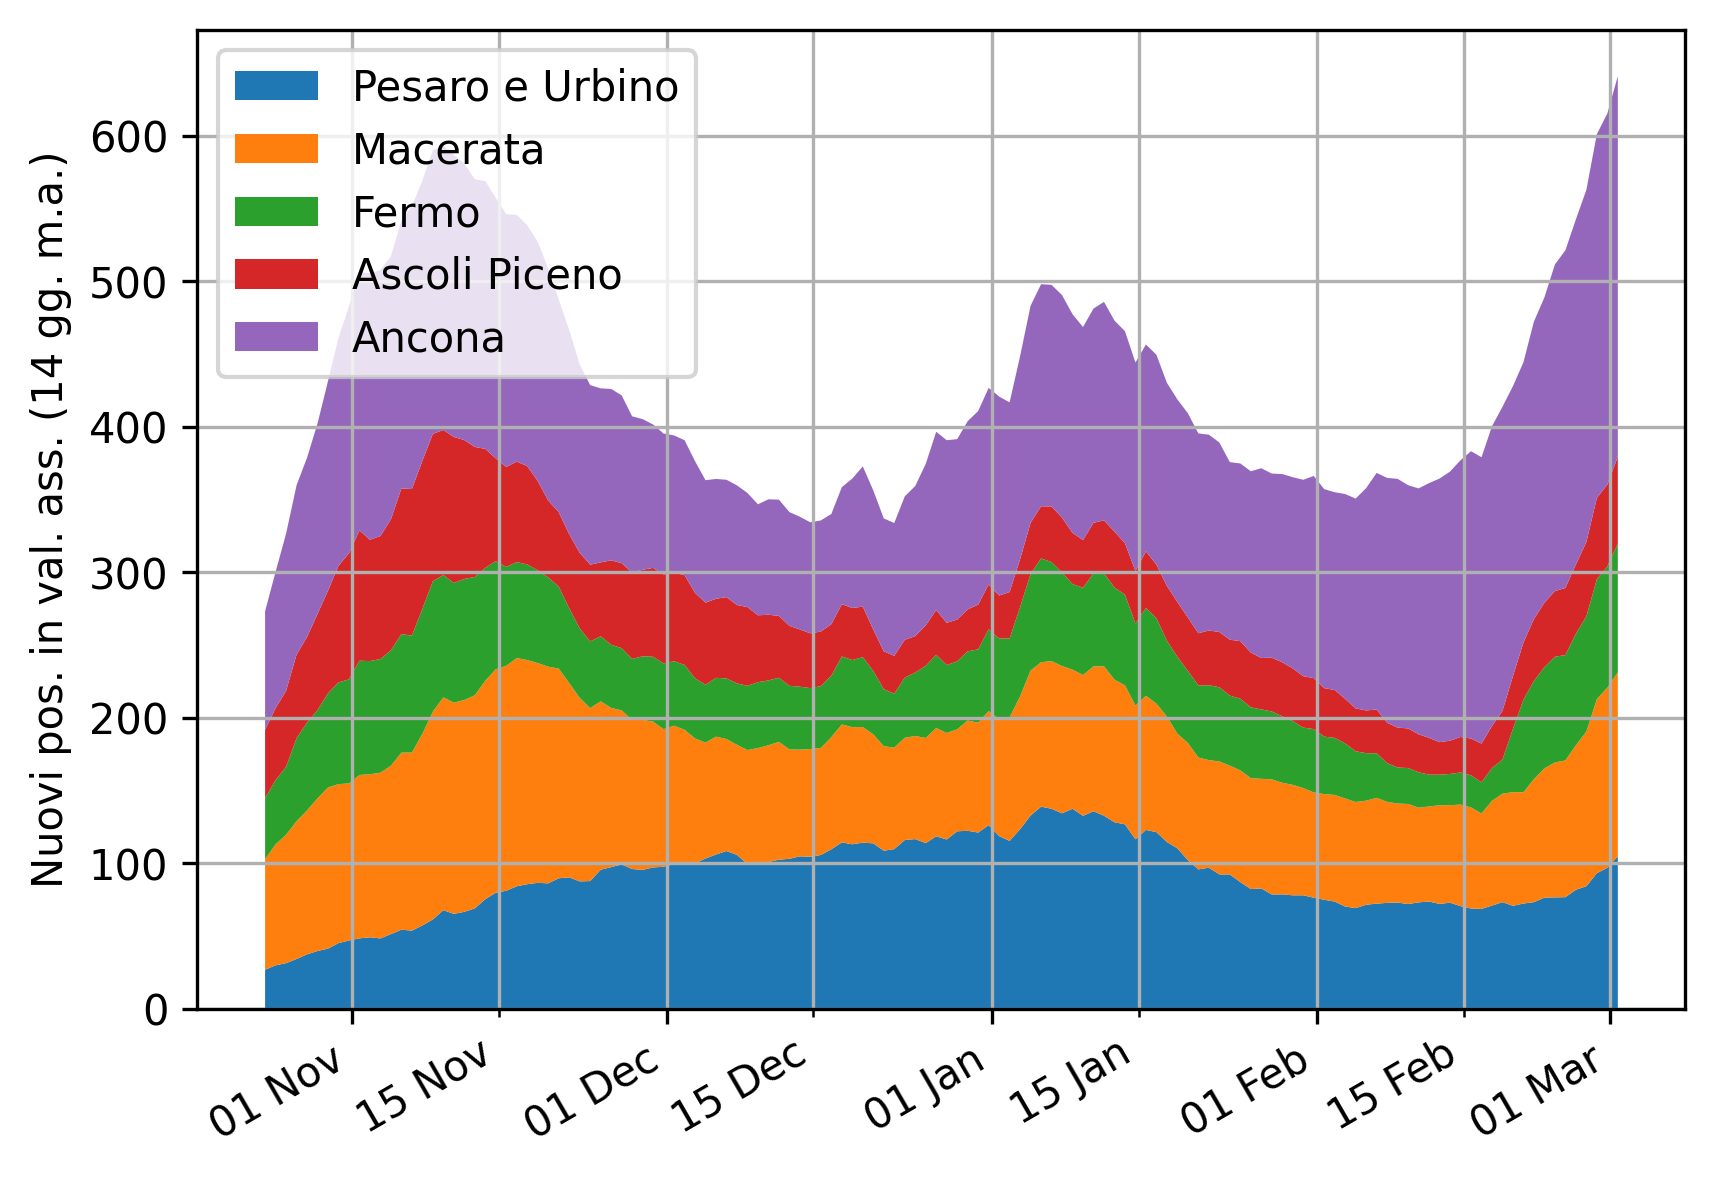 Pesaro e Urbino
Macerata
Fermo
Ascoli Piceno
Ancona
Nuovi pos. in val. ass. (14 gg. m.a.)
600
500
400
300
200
100
0
01 Nov
15 Nov
01 Dec
15 Dec
01 Jan
15 Jan
01 Feb
15 Feb
01 Mar